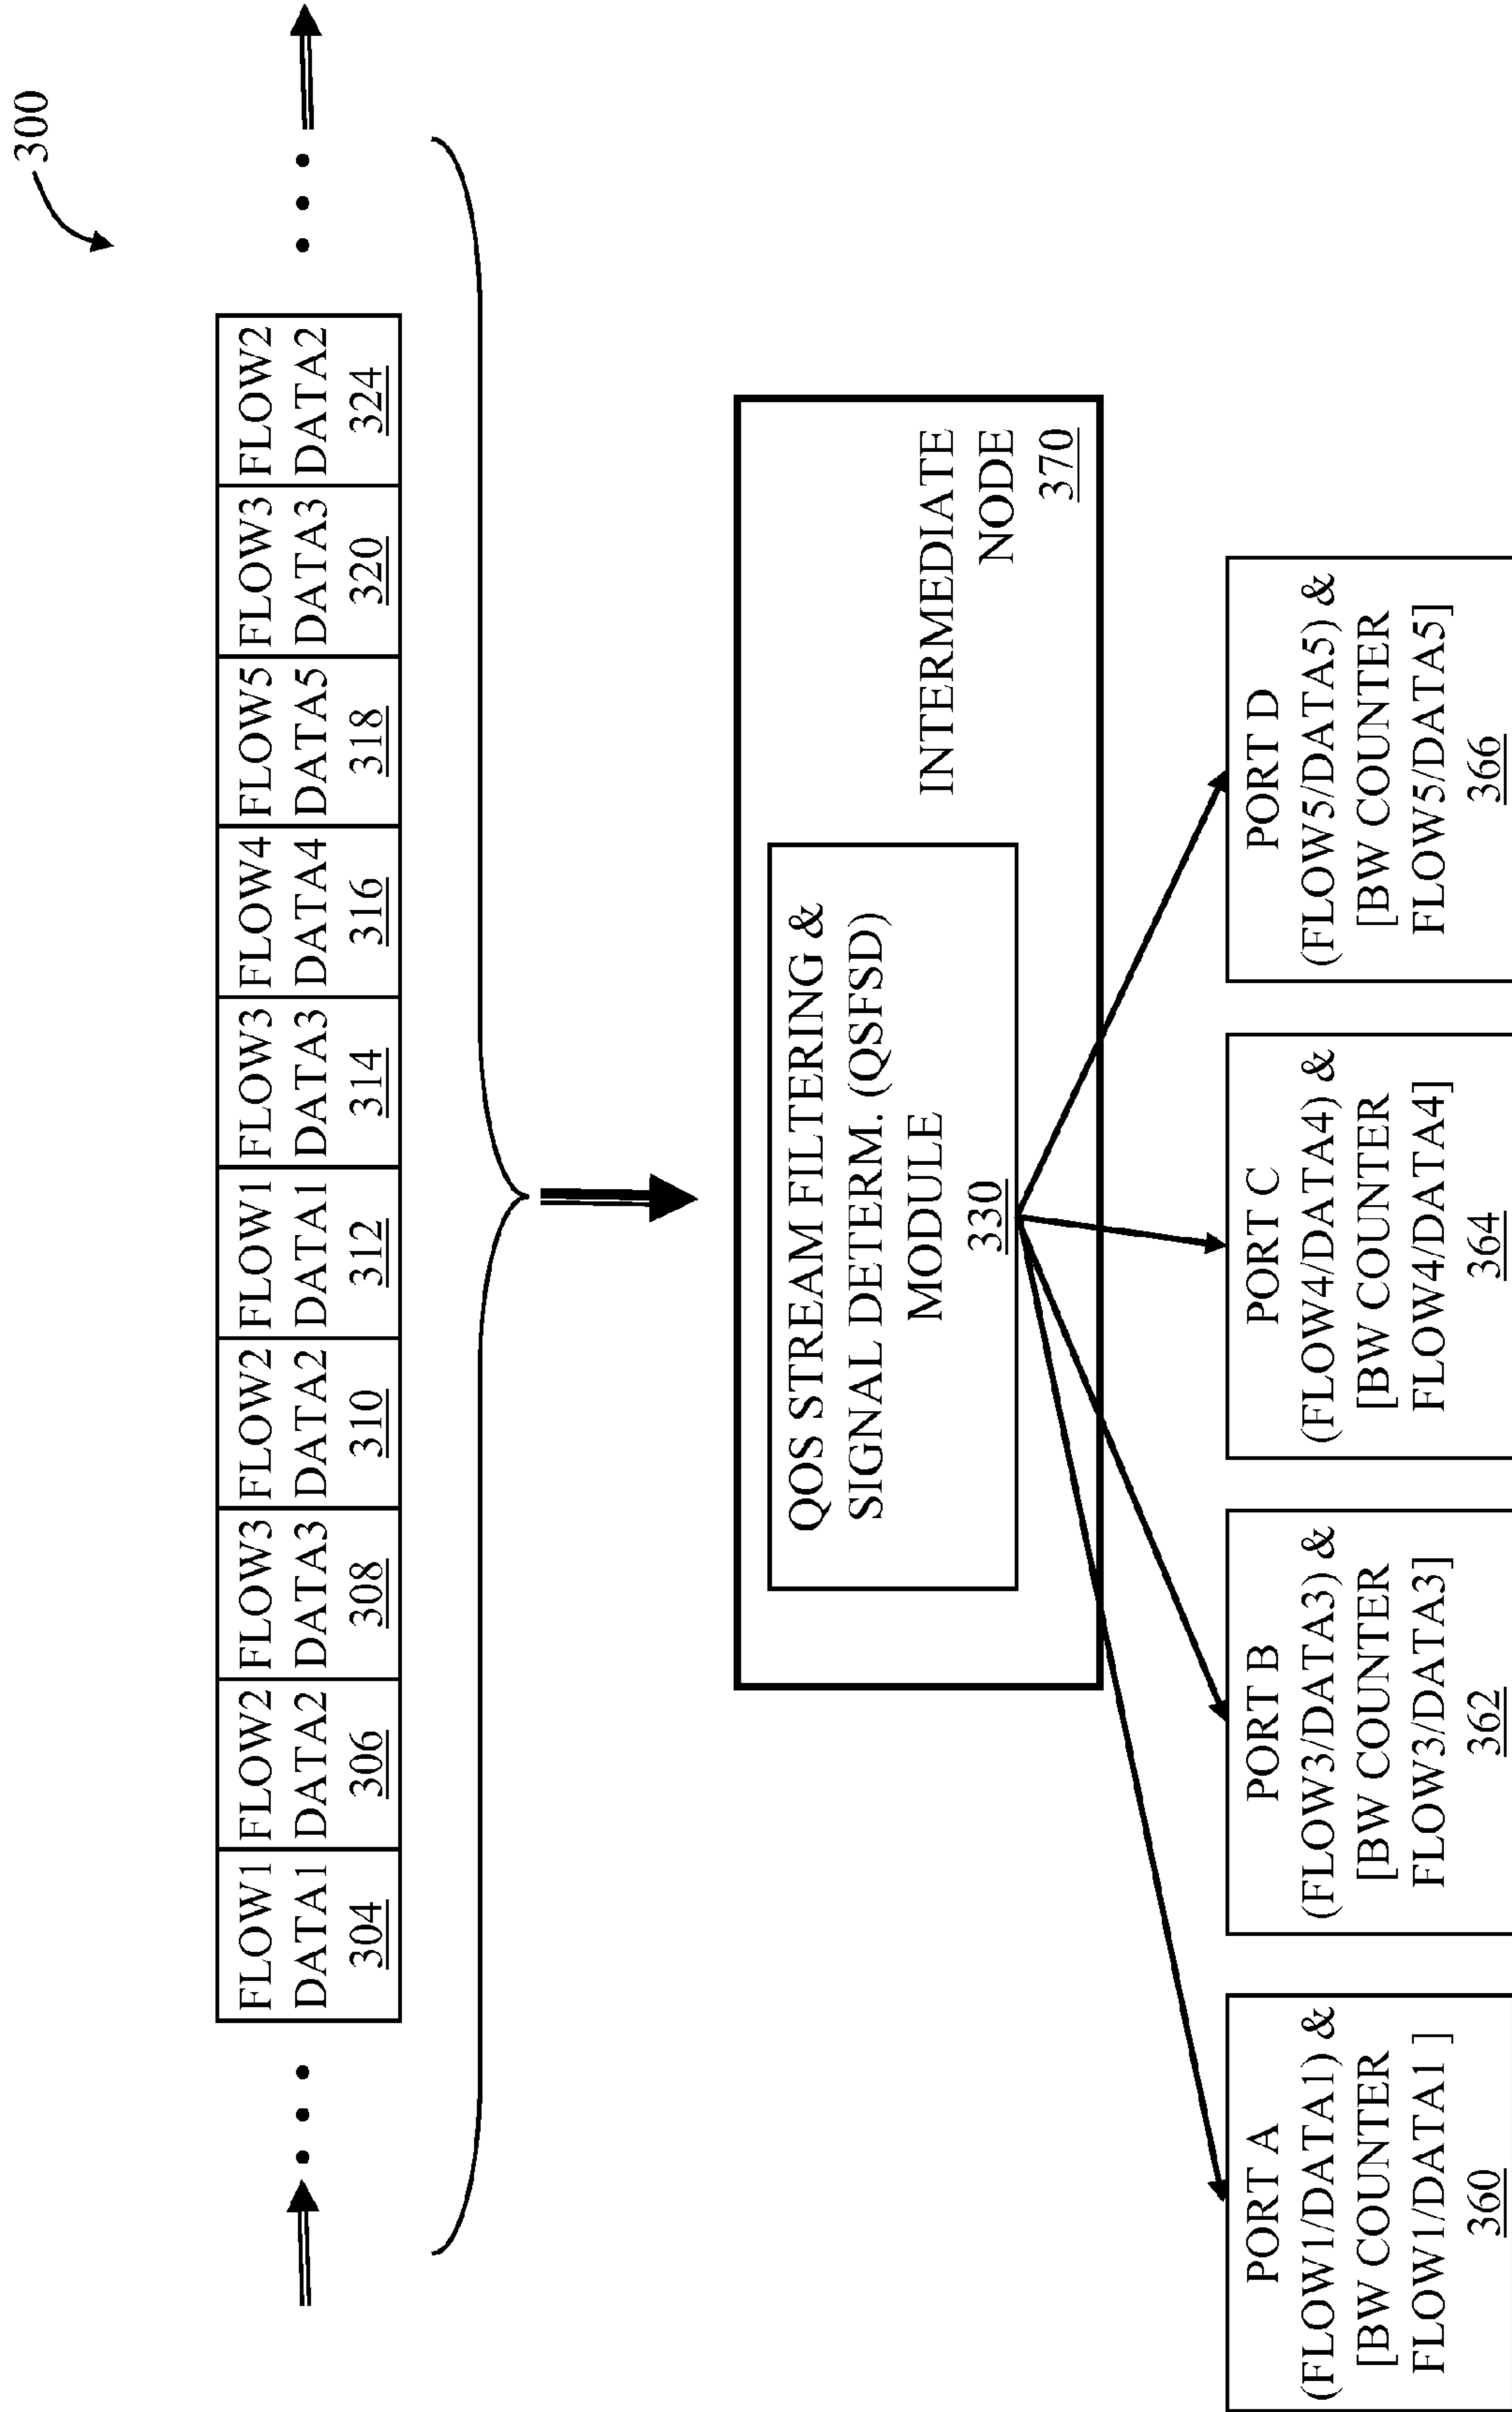 300
FLOW1
DATA1
304
FLOW2
DATA2
306
FLOW3
DATA3
308
FLOW2
DATA2
310
FLOW1
DATA1
312
FLOW3
DATA3
314
FLOW4
DATA4
316
FLOW5
DATA5
318
FLOW3
DATA3
320
FLOW2
DATA2
324
QOS STREAM FILTERING &
SIGNAL DETERM. (QSFSD)
MODULE
330
INTERMEDIATE
NODE
370
PORT A
(FLOW1/DATA1) &
[BW COUNTER
FLOW1/DATA1 ]
360
PORT B
(FLOW3/DATA3) &
[BW COUNTER
FLOW3/DATA3]
362
PORT C
(FLOW4/DATA4) &
[BW COUNTER
FLOW4/DATA4]
364
PORT D
(FLOW5/DATA5) &
[BW COUNTER
FLOW5/DATA5]
366